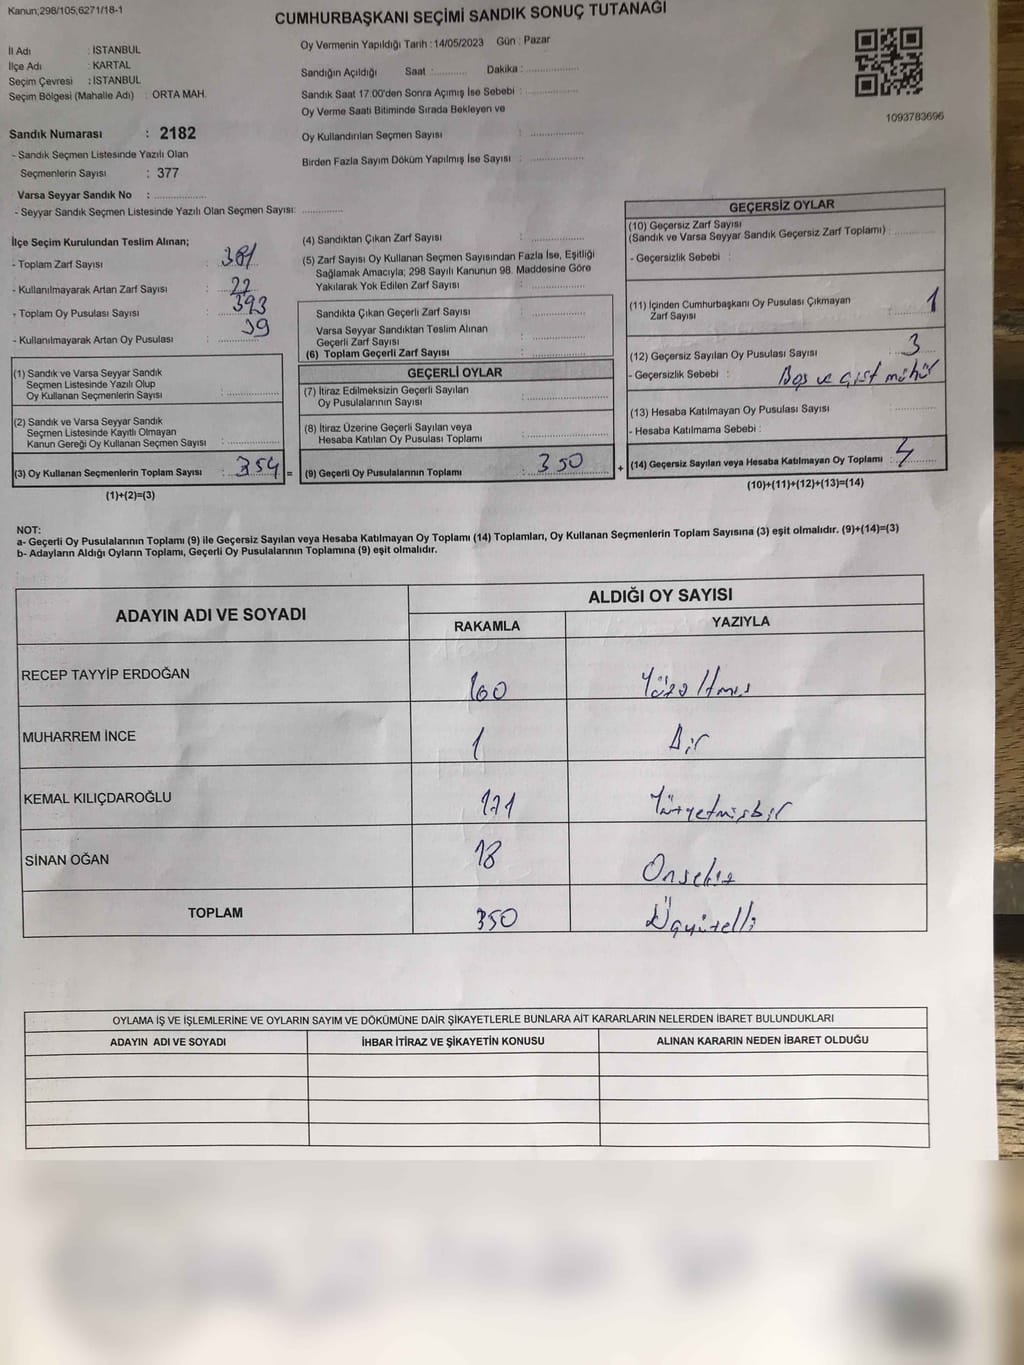 Kanun;298/105,6271/18-1
CUMHURBAŞKANI SEÇİMİ SANDIK SONUÇ TUTANAĞI
İl Adı : İSTANBUL
İlçe Adı : KARTAL
Seçim Çevresi : İSTANBUL
Seçim Bölgesi (Mahalle Adı) : ORTA MAH.
Sandık Numarası : 2182
- Sandık Seçmen Listesinde Yazılı Olan
Seçmenlerin Sayısı : 377
Varsa Seyyar Sandık No : ..............
- Seyyar Sandık Seçmen Listesinde Yazılı Olan Seçmen Sayısı: ............
Oy Vermenin Yapıldığı Tarih : 14/05/2023 Gün : Pazar
Sandığın Açıldığı Saat : ........... Dakika : ................
Sandık Saat 17.00'den Sonra Açımış İse Sebebi : ................
Oy Verme Saati Bitiminde Sırada Bekleyen ve
Oy Kullandırılan Seçmen Sayısı : ................
Birden Fazla Sayım Döküm Yapılmış İse Sayısı : ................
1093783696
İlçe Seçim Kurulundan Teslim Alınan;
- Toplam Zarf Sayısı : 381
- Kullanılmayarak Artan Zarf Sayısı : 22
- Toplam Oy Pusulası Sayısı : 393
- Kullanılmayarak Artan Oy Pusulası : 39
(1) Sandık ve Varsa Seyyar Sandık
Seçmen Listesinde Yazılı Olup
Oy Kullanan Seçmenlerin Sayısı : ................
(2) Sandık ve Varsa Seyyar Sandık
Seçmen Listesinde Kayıtlı Olmayan
Kanun Gereği Oy Kullanan Seçmen Sayısı : ................
(3) Oy Kullanan Seçmenlerin Toplam Sayısı : 354 =
(1)+(2)=(3)
(4) Sandıktan Çıkan Zarf Sayısı : ................
(5) Zarf Sayısı Oy Kullanan Seçmen Sayısından Fazla İse, Eşitliği
Sağlamak Amacıyla; 298 Sayılı Kanunun 98. Maddesine Göre
Yakılarak Yok Edilen Zarf Sayısı : ................
Sandıkta Çıkan Geçerli Zarf Sayısı : ................
Varsa Seyyar Sandıktan Teslim Alınan
Geçerli Zarf Sayısı : ................
(6) Toplam Geçerli Zarf Sayısı : ................
GEÇERLİ OYLAR
(7) İtiraz Edilmeksizin Geçerli Sayılan
Oy Pusulalarının Sayısı : ................
(8) İtiraz Üzerine Geçerli Sayılan veya
Hesaba Katılan Oy Pusulası Toplamı : ................
(9) Geçerli Oy Pusulalarının Toplamı : 350 +
GEÇERSİZ OYLAR
(10) Geçersiz Zarf Sayısı
(Sandık ve Varsa Seyyar Sandık Geçersiz Zarf Toplamı) : ............
- Geçersizlik Sebebi :
(11) İçinden Cumhurbaşkanı Oy Pusulası Çıkmayan
Zarf Sayısı : 1
(12) Geçersiz Sayılan Oy Pusulası Sayısı : 3
- Geçersizlik Sebebi : Boş ve çift mühür
(13) Hesaba Katılmayan Oy Pusulası Sayısı : ............
- Hesaba Katılmama Sebebi :
(14) Geçersiz Sayılan veya Hesaba Katılmayan Oy Toplamı : 4
(10)+(11)+(12)+(13)=(14)
NOT:
a- Geçerli Oy Pusulalarının Toplamı (9) ile Geçersiz Sayılan veya Hesaba Katılmayan Oy Toplamı (14) Toplamları, Oy Kullanan Seçmenlerin Toplam Sayısına (3) eşit olmalıdır. (9)+(14)=(3)
b- Adayların Aldığı Oyların Toplamı, Geçerli Oy Pusulalarının Toplamına (9) eşit olmalıdır.
ADAYIN ADI VE SOYADI ALDIĞI OY SAYISI
RAKAMLA YAZIYLA
RECEP TAYYİP ERDOĞAN 160 Yüzaltmış
MUHARREM İNCE 1 Bir
KEMAL KILIÇDAROĞLU 171 Yüzyetmişbir
SİNAN OĞAN 18 Onsekiz
TOPLAM 350 Üçyüzelli
OYLAMA İŞ VE İŞLEMLERİNE VE OYLARIN SAYIM VE DÖKÜMÜNE DAİR ŞİKAYETLERLE BUNLARA AİT KARARLARIN NELERDEN İBARET BULUNDUKLARI
ADAYIN ADI VE SOYADI İHBAR İTİRAZ VE ŞİKAYETİN KONUSU ALINAN KARARIN NEDEN İBARET OLDUĞU